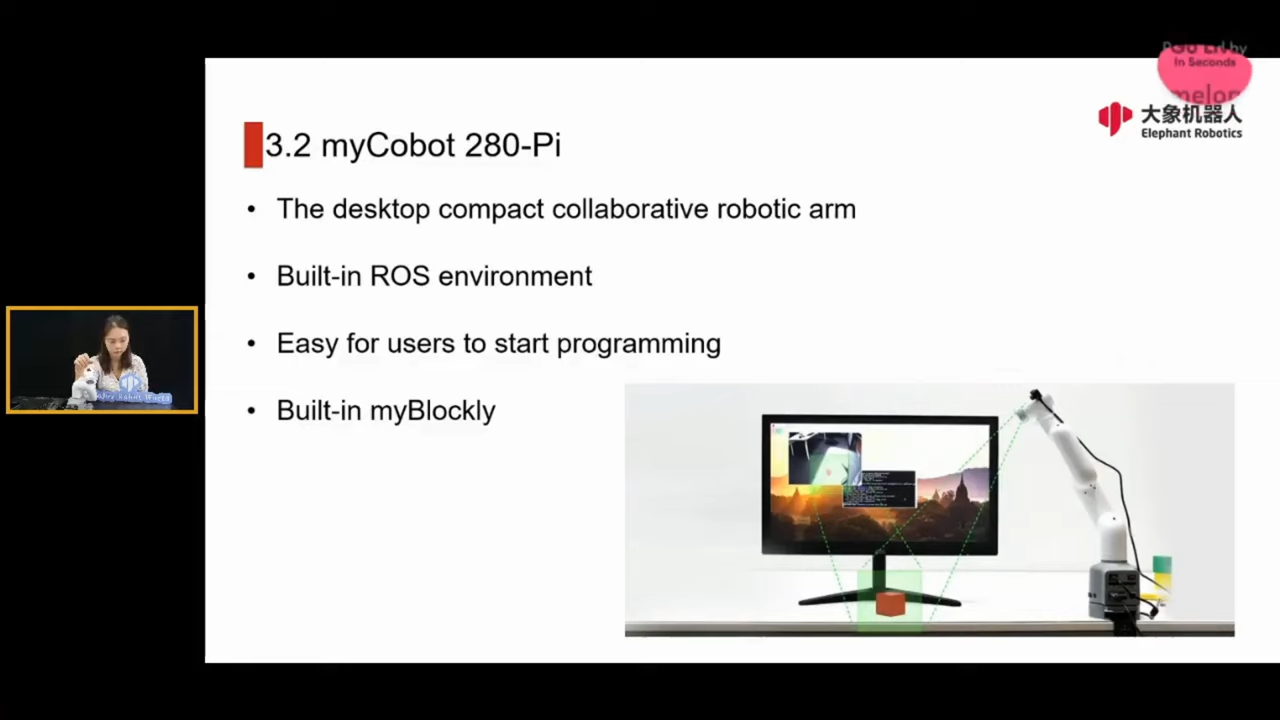 3.2 myCobot 280-Pi
• The desktop compact collaborative robotic arm
• Built-in ROS environment
• Easy for users to start programming
• Built-in myBlockly
In Seconds
大象机器人
Elephant Robotics